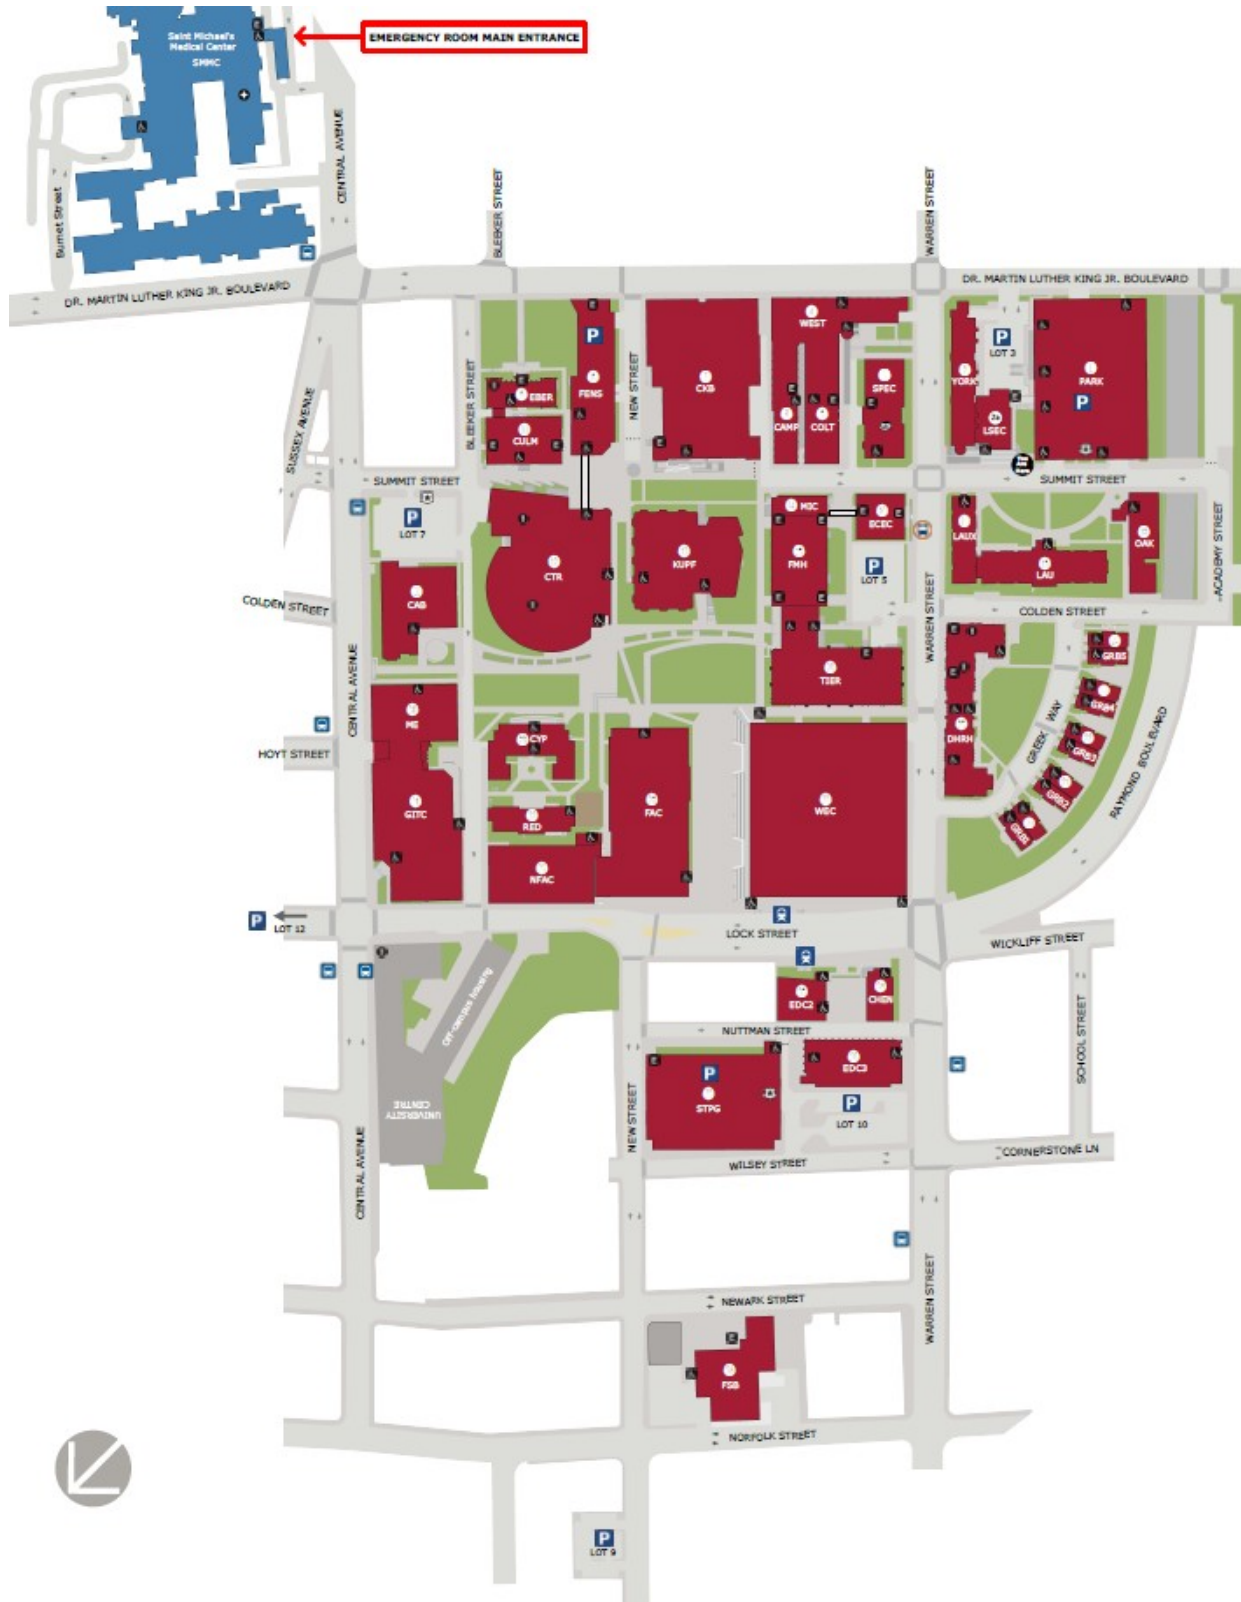 Saint Michael's
Medical Center
SMMC
EMERGENCY ROOM MAIN ENTRANCE
CENTRAL AVENUE
Burnet Street
BLEEKER STREET
WARREN STREET
DR. MARTIN LUTHER KING JR. BOULEVARD
DR. MARTIN LUTHER KING JR. BOULEVARD
SUSSEX AVENUE
BLEEKER STREET
EBER
CULM
P
FENS
NEW STREET
CKB
WEST
CAMP
COLT
SPEC
YORK
P
LOT 3
LSEC
PARK
P
SUMMIT STREET
SUMMIT STREET
P
LOT 7
CTR
KUPF
MIC
FMH
ECEC
P
LOT 5
LAUX
LAU
OAK
ACADEMY STREET
COLDEN STREET
CAB
COLDEN STREET
CENTRAL AVENUE
WARREN STREET
TIER
ME
HOYT STREET
CYP
GITC
RED
NFAC
FAC
WEC
DHRH
GREEK WAY
GRB5
GRB4
GRB3
GRB2
RAYMOND BOULEVARD
P
LOT 12
LOCK STREET
WICKLIFF STREET
Off-campus housing
UNIVERSITY
CENTRE
EDC2
CHEN
NUTTMAN STREET
SCHOOL STREET
P
STPG
EDC3
P
LOT 10
NEW STREET
CENTRAL AVENUE
WILSEY STREET
CORNERSTONE LN
WARREN STREET
NEWARK STREET
FSB
NORFOLK STREET
P
LOT 9